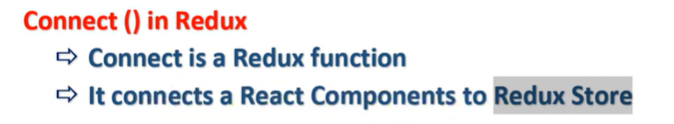 Connect () in Redux
⇨ Connect is a Redux function
⇨ It connects a React Components to Redux Store